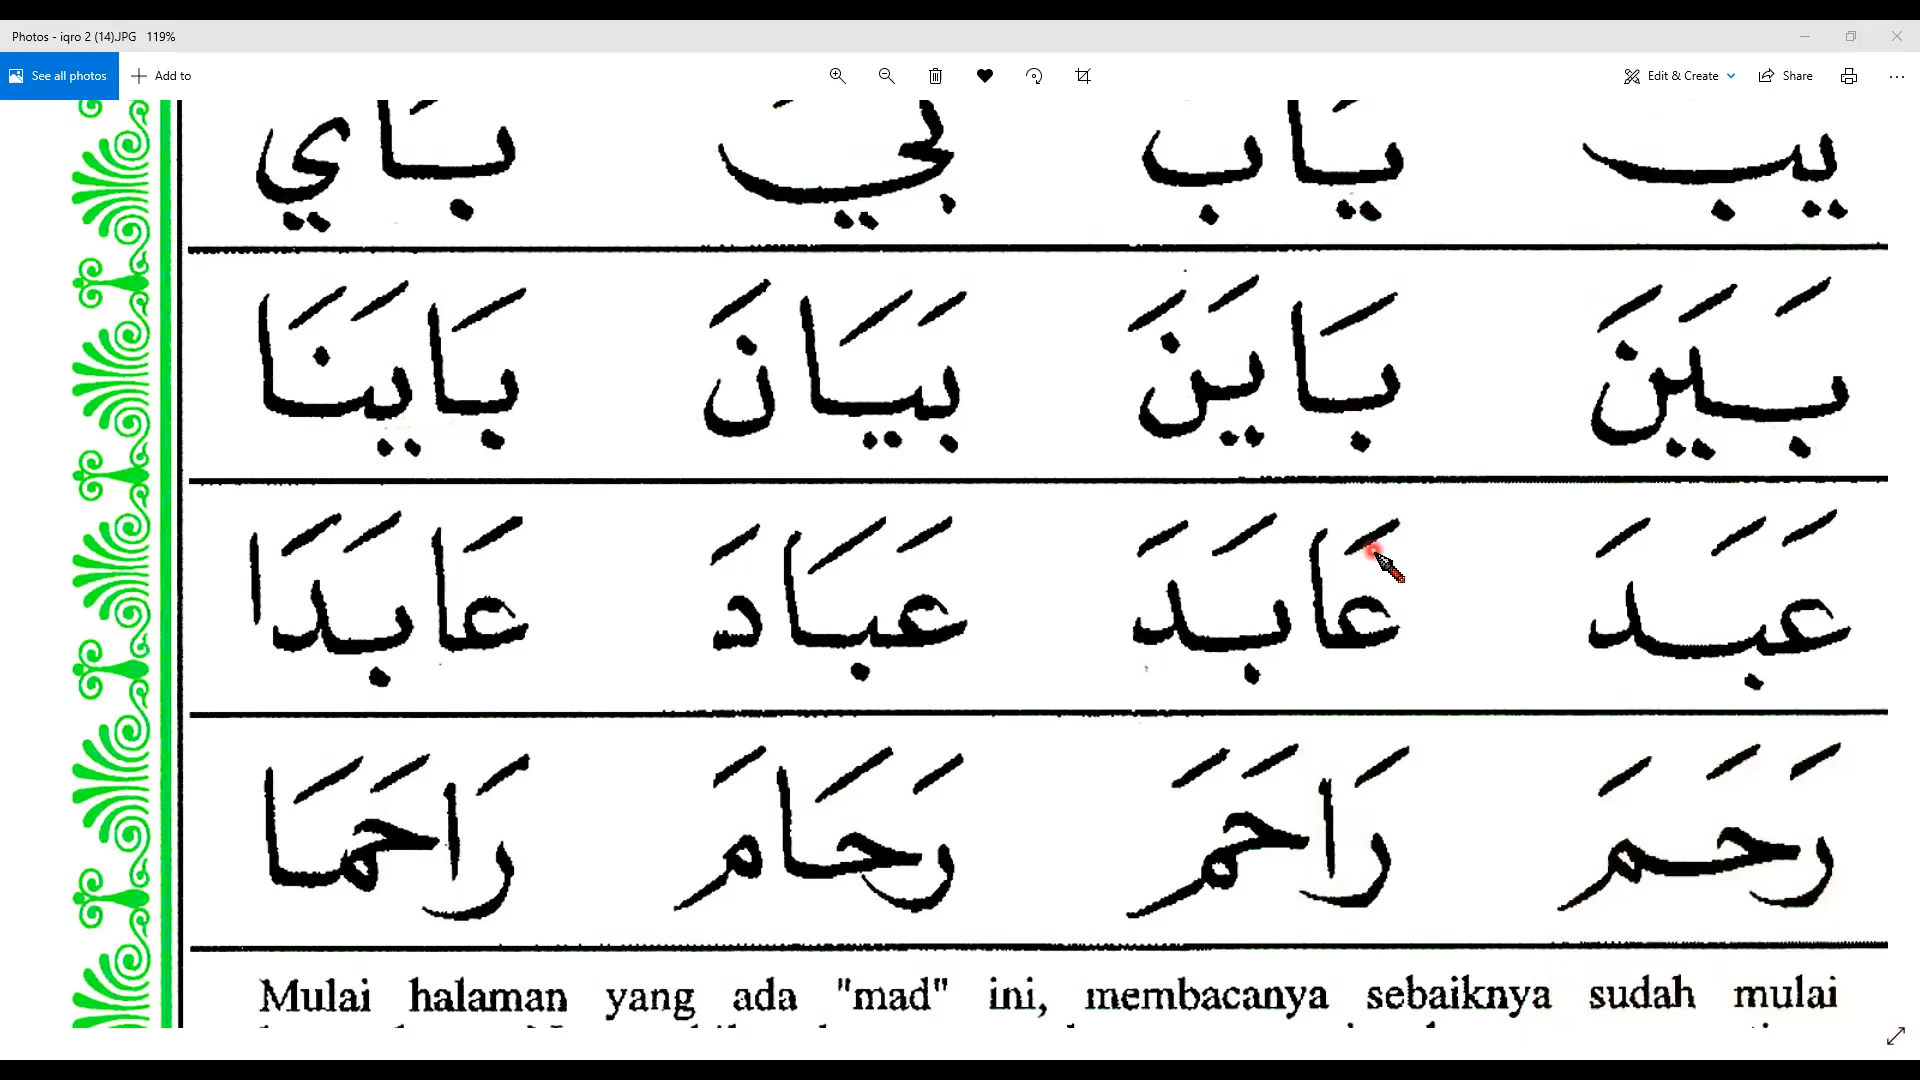 Photos - iqro 2 (14).JPG 119%
See all photos Add to Edit & Create Share
يَبَ يَابَ بَيَ بَايَ
بَيَنَ بَايَنَ بَيَانَ بَايَنَا
عَبَدَ عَابَدَ عَبَادَ عَابَدَا
رَحَمَ رَاحَمَ رَحَامَ رَاحَمَا
Mulai halaman yang ada "mad" ini, membacanya sebaiknya sudah mulai